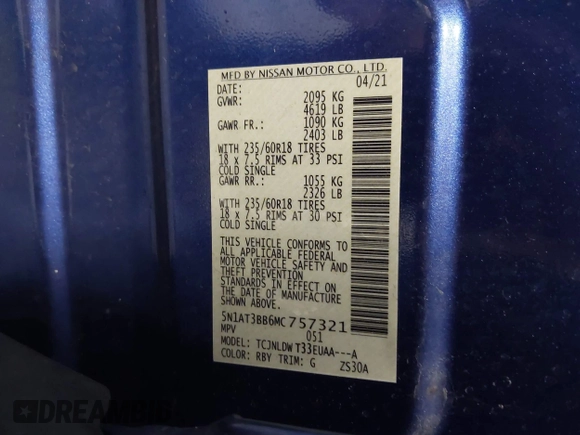 MFD BY NISSAN MOTOR CO., LTD.
DATE: 04/21
GVWR: 2095 KG
4619 LB
GAWR FR.: 1090 KG
2403 LB
WITH 235/60R18 TIRES
18 x 7.5 RIMS AT 33 PSI
COLD SINGLE
GAWR RR.: 1055 KG
2326 LB
WITH 235/60R18 TIRES
18 x 7.5 RIMS AT 30 PSI
COLD SINGLE
THIS VEHICLE CONFORMS TO
ALL APPLICABLE FEDERAL
MOTOR VEHICLE SAFETY AND
THEFT PREVENTION
STANDARDS IN EFFECT ON
THE DATE OF MANUFACTURE
SHOWN ABOVE.
5N1AT3BB6MC757321
MPV 051
MODEL: TCJNLDWT33EUAA---A
COLOR: RBY TRIM: G ZS30A
DREAMBID